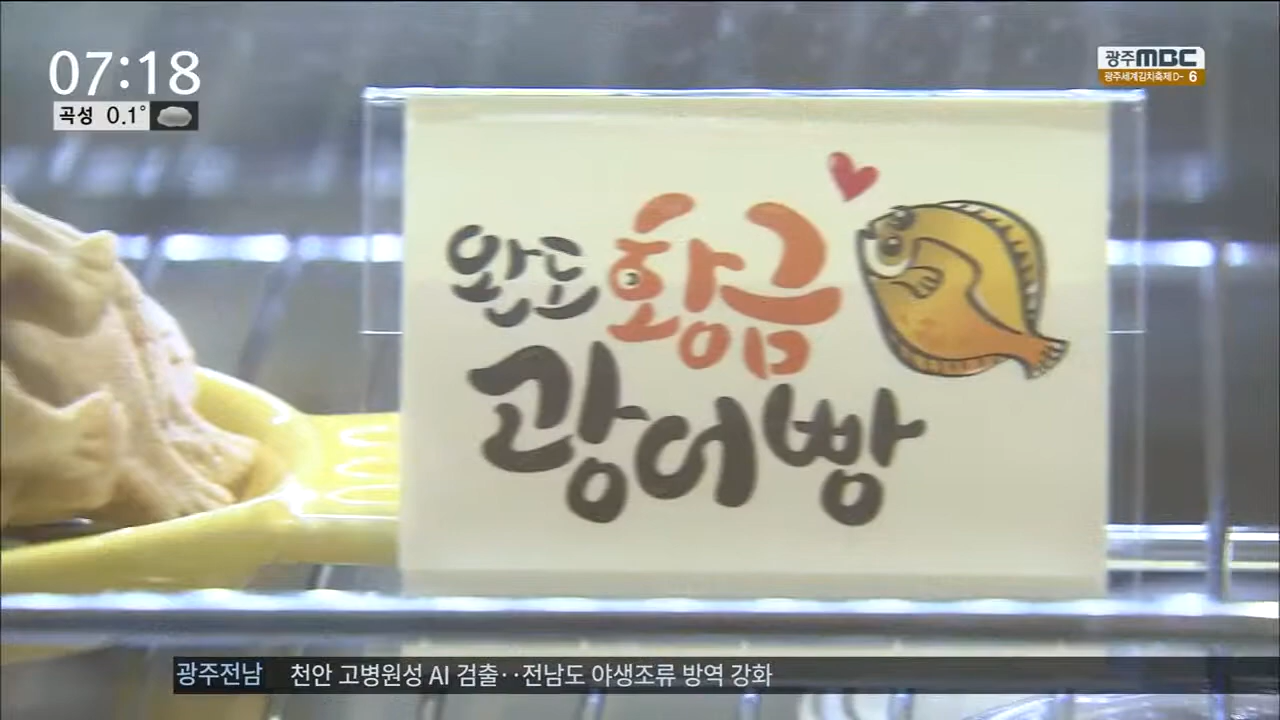 07:18
곡성 0.1°
광주MBC
광주세계김치축제 D-6
완도 황금
광어빵
광주전남 천안 고병원성 AI 검출‥전남도 야생조류 방역 강화